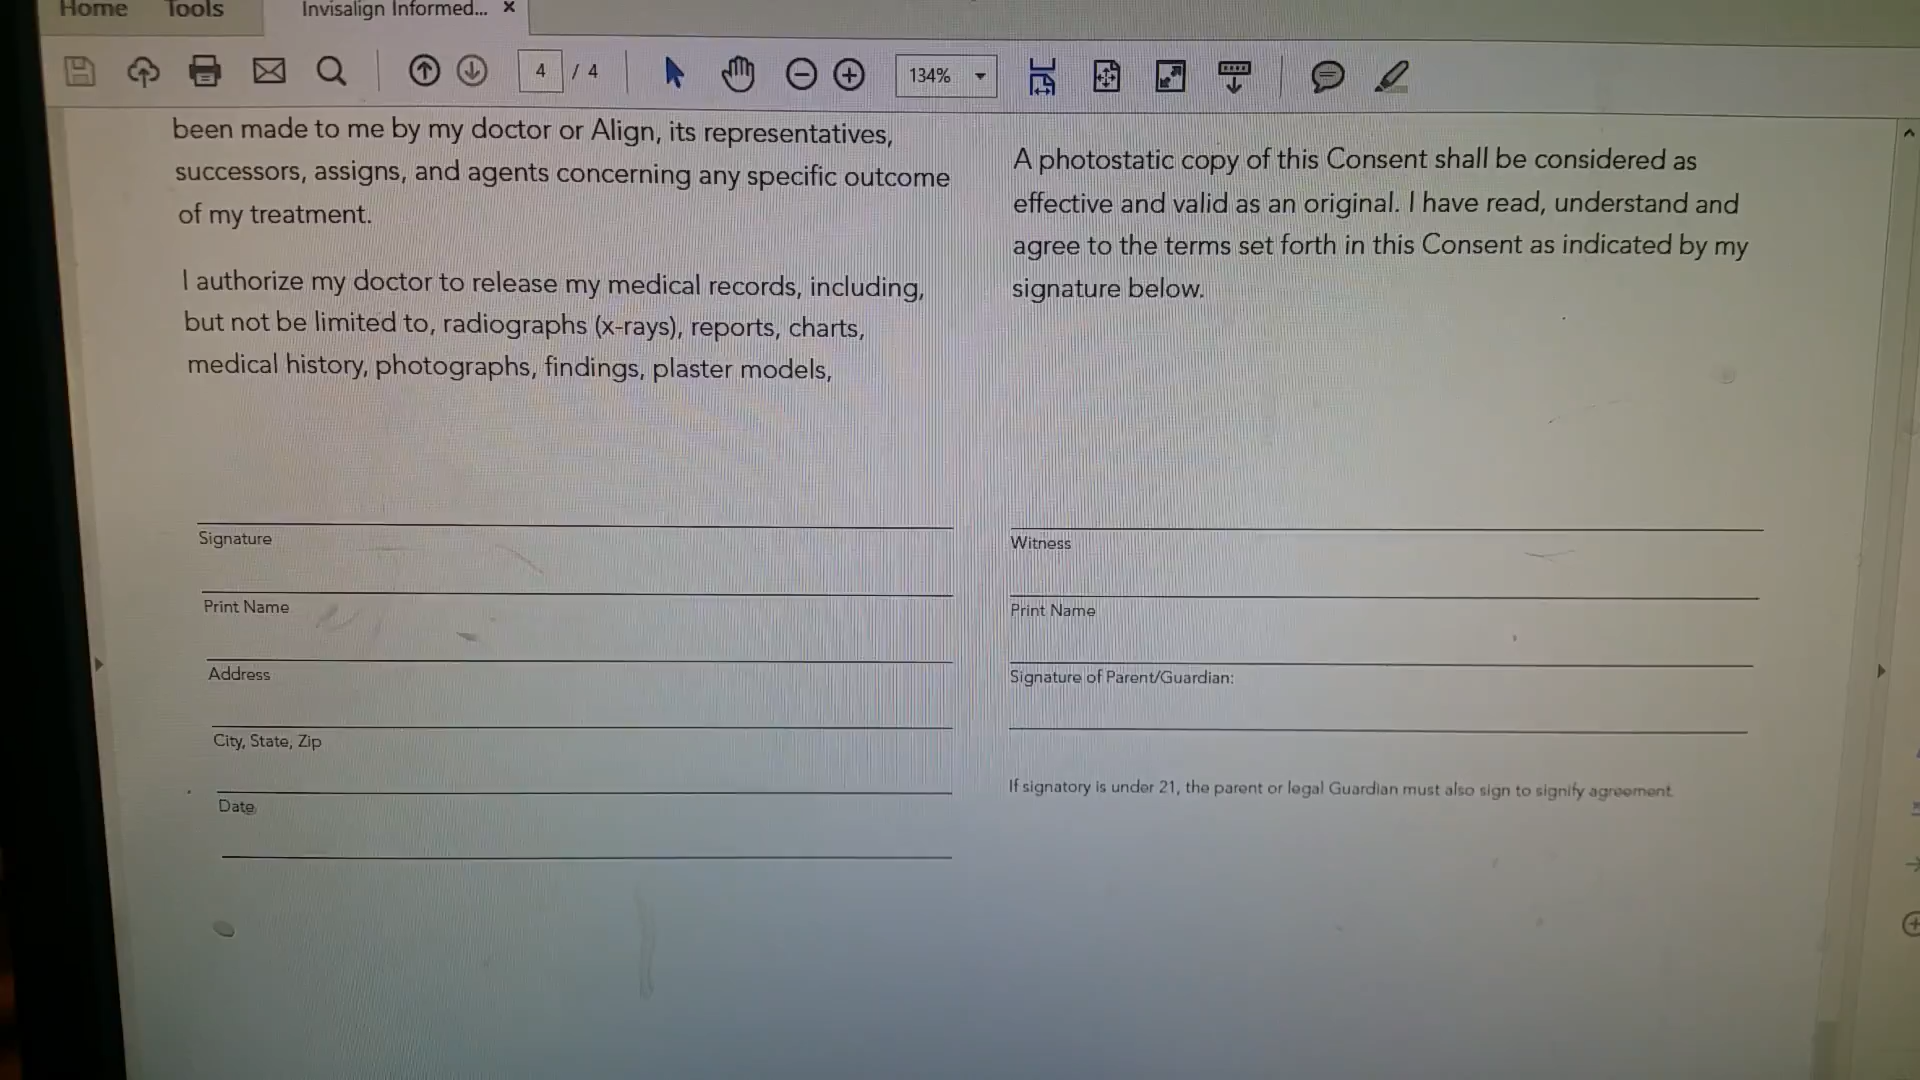 Home Tools Invisalign Informed... ×
4 / 4 134%
been made to me by my doctor or Align, its representatives,
successors, assigns, and agents concerning any specific outcome
of my treatment.
I authorize my doctor to release my medical records, including,
but not be limited to, radiographs (x-rays), reports, charts,
medical history, photographs, findings, plaster models,
A photostatic copy of this Consent shall be considered as
effective and valid as an original. I have read, understand and
agree to the terms set forth in this Consent as indicated by my
signature below.
Signature
Print Name
Address
City, State, Zip
Date
Witness
Print Name
Signature of Parent/Guardian:
If signatory is under 21, the parent or legal Guardian must also sign to signify agreement.